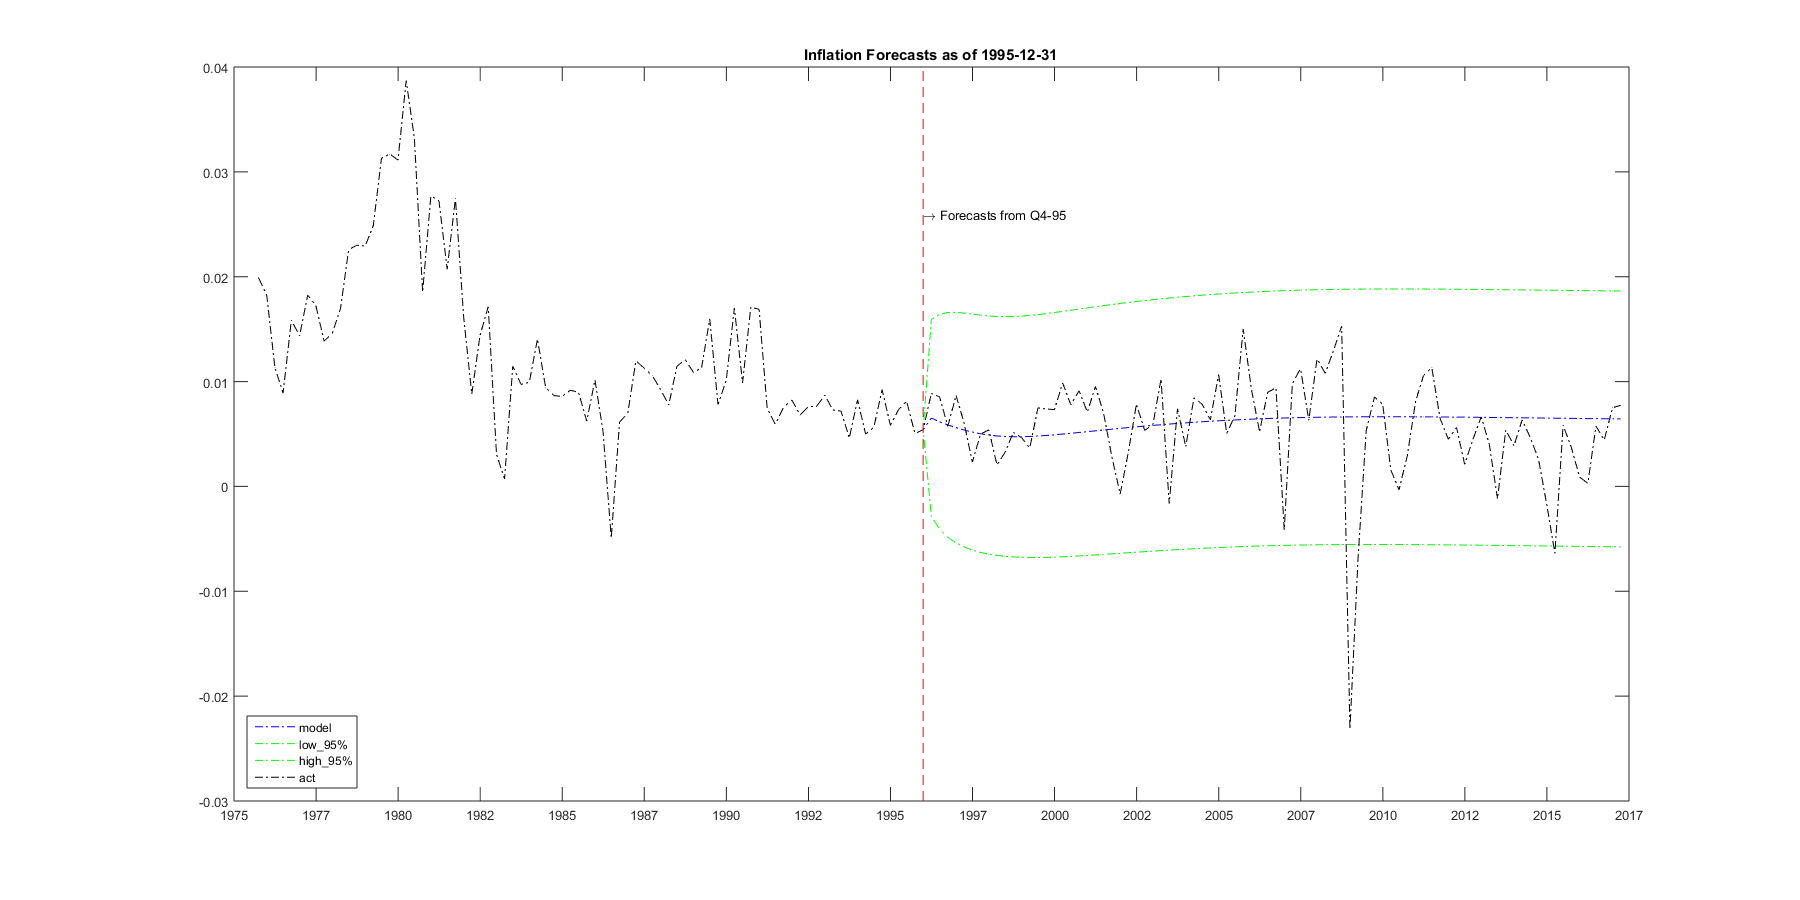 Inflation Forecasts as of 1995-12-31
0.04
0.03
0.02
0.01
0
-0.01
-0.02
-0.03
→ Forecasts from Q4-95
model
low_95%
high_95%
act
1975 1977 1980 1982 1985 1987 1990 1992 1995 1997 2000 2002 2005 2007 2010 2012 2015 2017